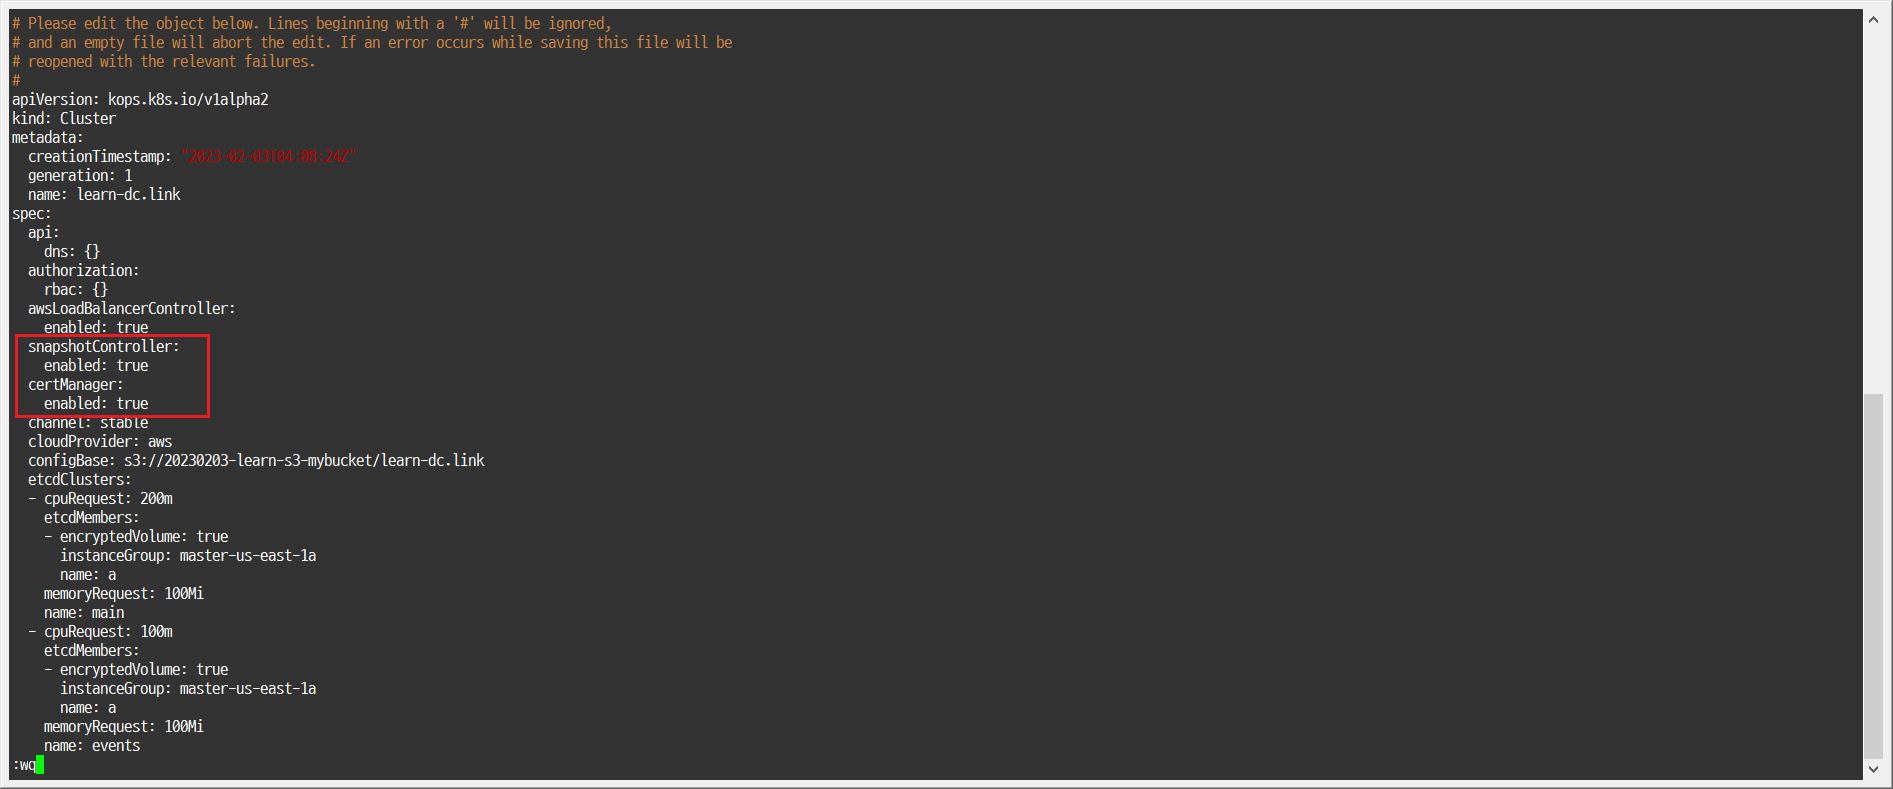 # Please edit the object below. Lines beginning with a '#' will be ignored,
# and an empty file will abort the edit. If an error occurs while saving this file will be
# reopened with the relevant failures.
#
apiVersion: kops.k8s.io/v1alpha2
kind: Cluster
metadata:
  creationTimestamp: "2023-02-03T04:08:24Z"
  generation: 1
  name: learn-dc.link
spec:
  api:
    dns: {}
  authorization:
    rbac: {}
  awsLoadBalancerController:
    enabled: true
  snapshotController:
    enabled: true
  certManager:
    enabled: true
  channel: stable
  cloudProvider: aws
  configBase: s3://20230203-learn-s3-mybucket/learn-dc.link
  etcdClusters:
  - cpuRequest: 200m
    etcdMembers:
    - encryptedVolume: true
      instanceGroup: master-us-east-1a
      name: a
    memoryRequest: 100Mi
    name: main
  - cpuRequest: 100m
    etcdMembers:
    - encryptedVolume: true
      instanceGroup: master-us-east-1a
      name: a
    memoryRequest: 100Mi
    name: events
:wq